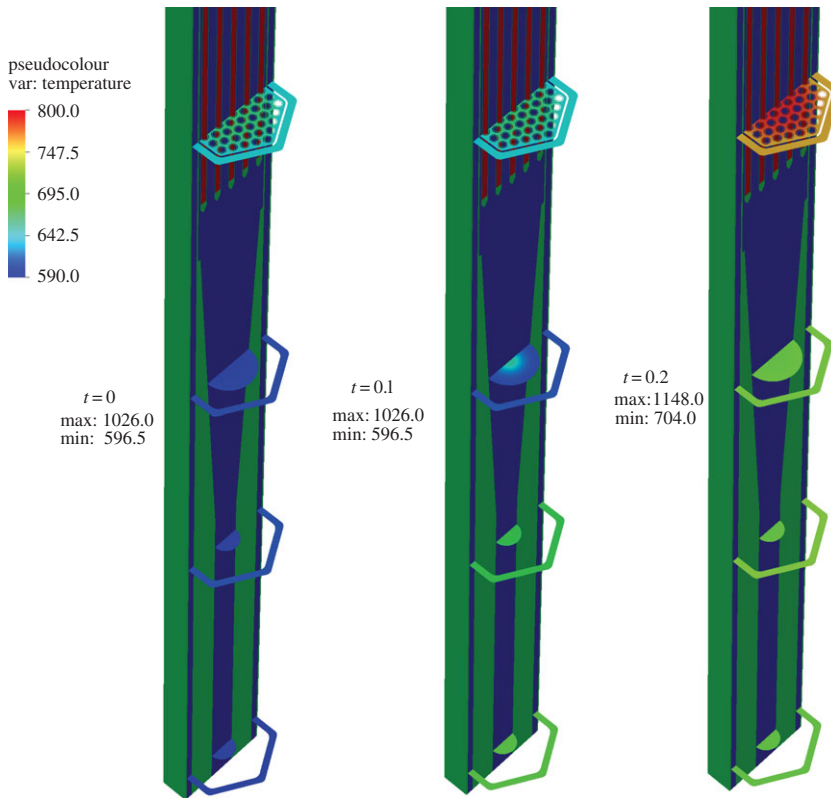 pseudocolour
var: temperature
800.0
747.5
695.0
642.5
590.0
t=0
max: 1026.0
min: 596.5
t=0.1
max: 1026.0
min: 596.5
t=0.2
max:1148.0
min: 704.0